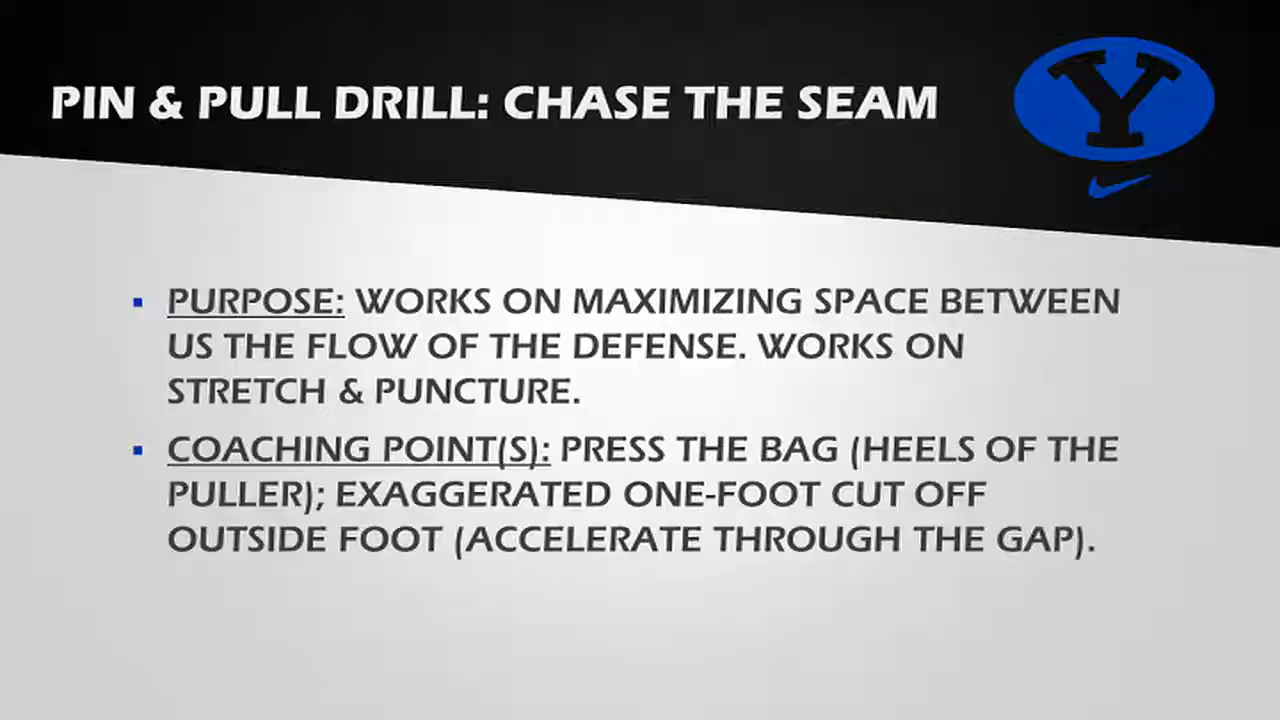 PIN & PULL DRILL: CHASE THE SEAM
Y
PURPOSE: WORKS ON MAXIMIZING SPACE BETWEEN
US THE FLOW OF THE DEFENSE. WORKS ON
STRETCH & PUNCTURE.
COACHING POINT(S): PRESS THE BAG (HEELS OF THE
PULLER); EXAGGERATED ONE-FOOT CUT OFF
OUTSIDE FOOT (ACCELERATE THROUGH THE GAP).